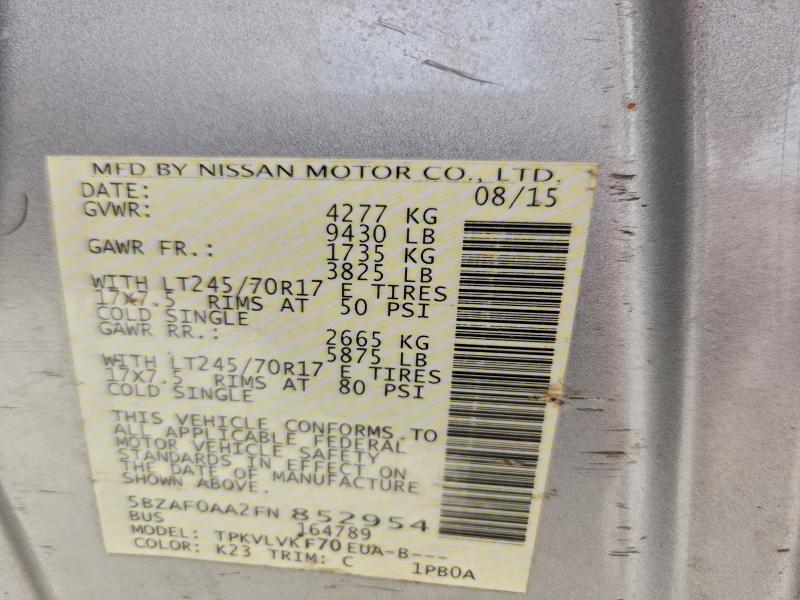 MFD BY NISSAN MOTOR CO., LTD.
DATE: 08/15
GVWR: 4277 KG
9430 LB
GAWR FR.: 1735 KG
3825 LB
WITH LT245/70R17 E TIRES
17X7.5 RIMS AT 50 PSI
COLD SINGLE
GAWR RR.: 2665 KG
5875 LB
WITH LT245/70R17 E TIRES
17X7.5 RIMS AT 80 PSI
COLD SINGLE
THIS VEHICLE CONFORMS TO
ALL APPLICABLE FEDERAL
MOTOR VEHICLE SAFETY
STANDARDS IN EFFECT ON
THE DATE OF MANUFACTURE
SHOWN ABOVE.
5BZAF0AA2FN 852954
BUS 164789
MODEL: TPKVLVKF70EUA-B---
COLOR: K23 TRIM: C 1PB0A